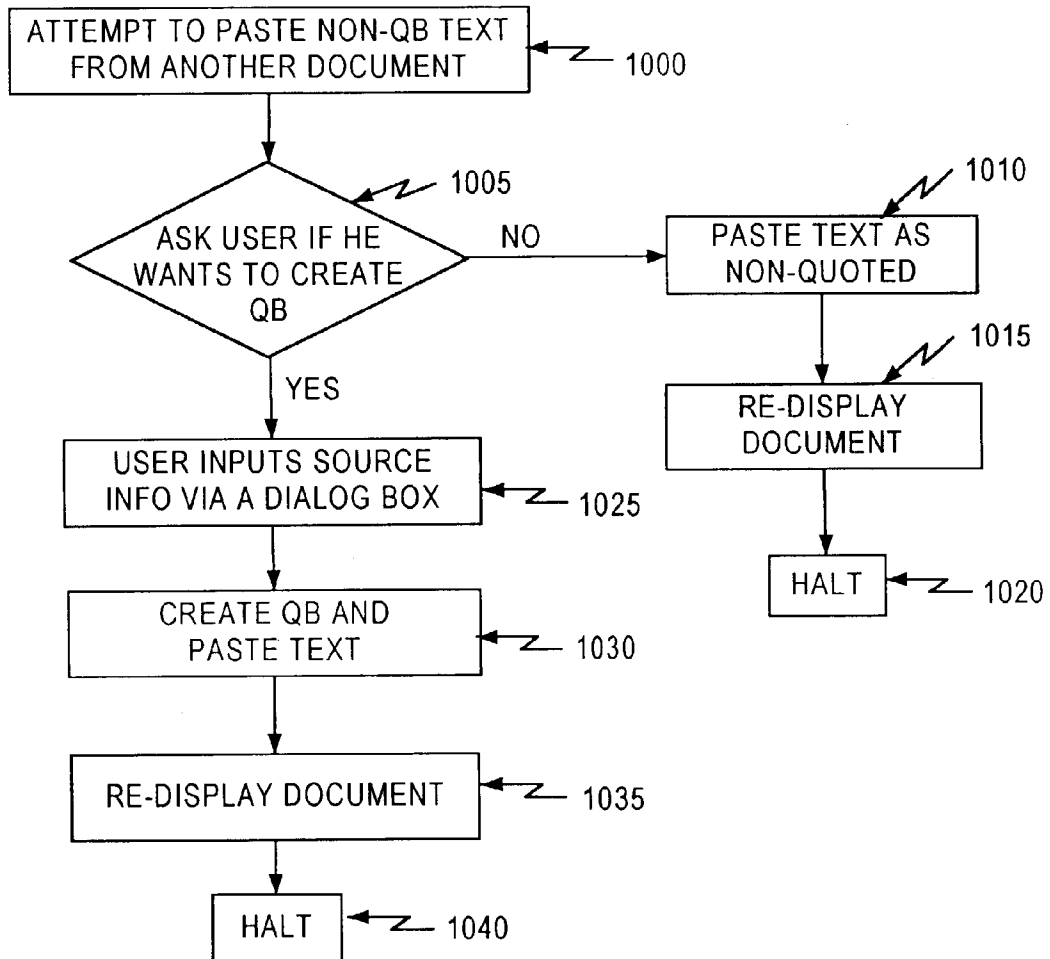 ATTEMPT TO PASTE NON-QB TEXT
FROM ANOTHER DOCUMENT
1000
1005
ASK USER IF HE
WANTS TO CREATE
QB
NO
YES
1010
PASTE TEXT AS
NON-QUOTED
1015
RE-DISPLAY
DOCUMENT
HALT
1020
USER INPUTS SOURCE
INFO VIA A DIALOG BOX
1025
CREATE QB AND
PASTE TEXT
1030
RE-DISPLAY DOCUMENT
1035
HALT
1040